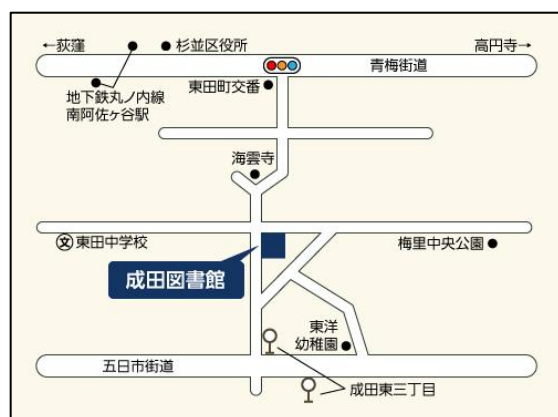 ←荻窪
杉並区役所
高円寺→
青梅街道
地下鉄丸ノ内線
南阿佐ヶ谷駅
東田町交番
海雲寺
文 東田中学校
梅里中央公園
成田図書館
東洋
幼稚園
五日市街道
成田東三丁目